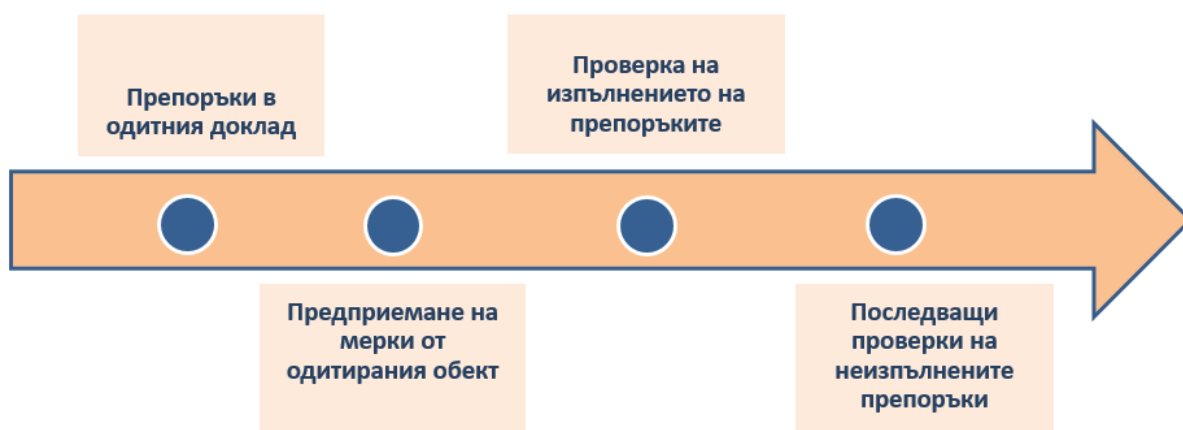 Препоръки в
одитния доклад
Предприемане на
мерки от
одитирания обект
Проверка на
изпълнението на
препоръките
Последващи
проверки на
неизпълнените
препоръки